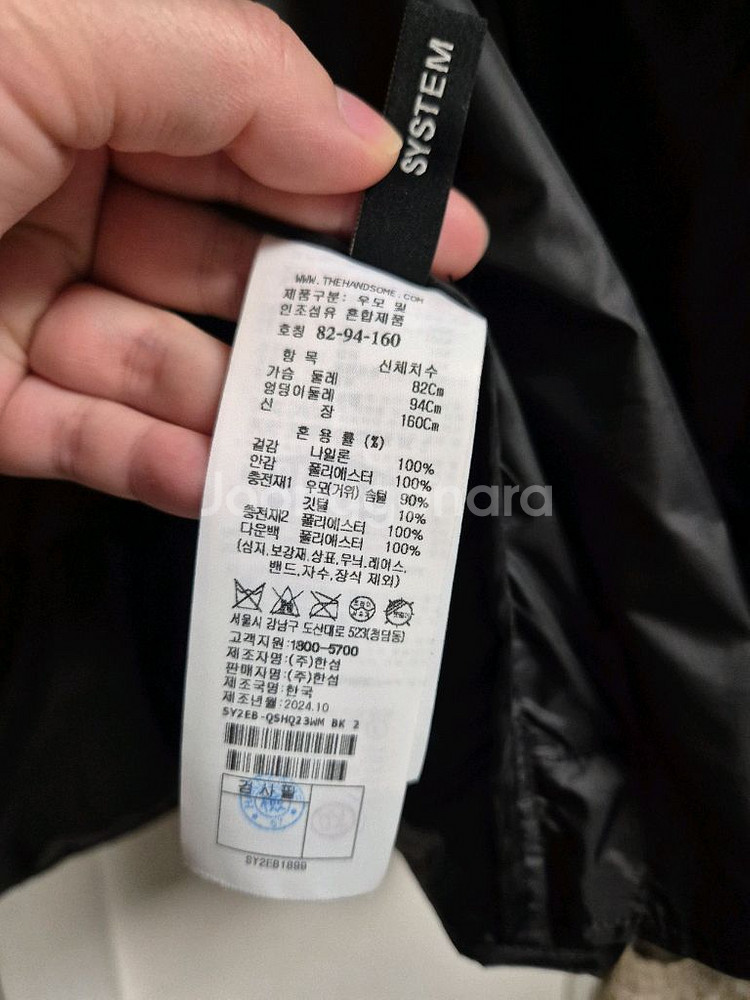 SYSTEM
WWW.THEHANDSOME.COM
제품구분: 우모 및
인조섬유 혼합제품
호칭 82-94-160
항 목 신체치수
가슴 둘레 82Cm
엉덩이둘레 94Cm
신 장 160Cm
혼 용 률 (%)
겉감 나일론 100%
안감 폴리에스터 100%
충전재1 우모(거위) 솜털 90%
깃털 10%
충전재2 폴리에스터 100%
다운백 폴리에스터 100%
(심지.보강재.상표.무늬.레이스.
밴드.자수.장식 제외)
서울시 강남구 도산대로 523(청담동)
고객지원:1800-5700
제조자명:(주)한섬
판매자명:(주)한섬
제조국명:한국
제조년월:2024.10
SY2EB-QSHQ23WM BK 2
검사필
SY2EB1899